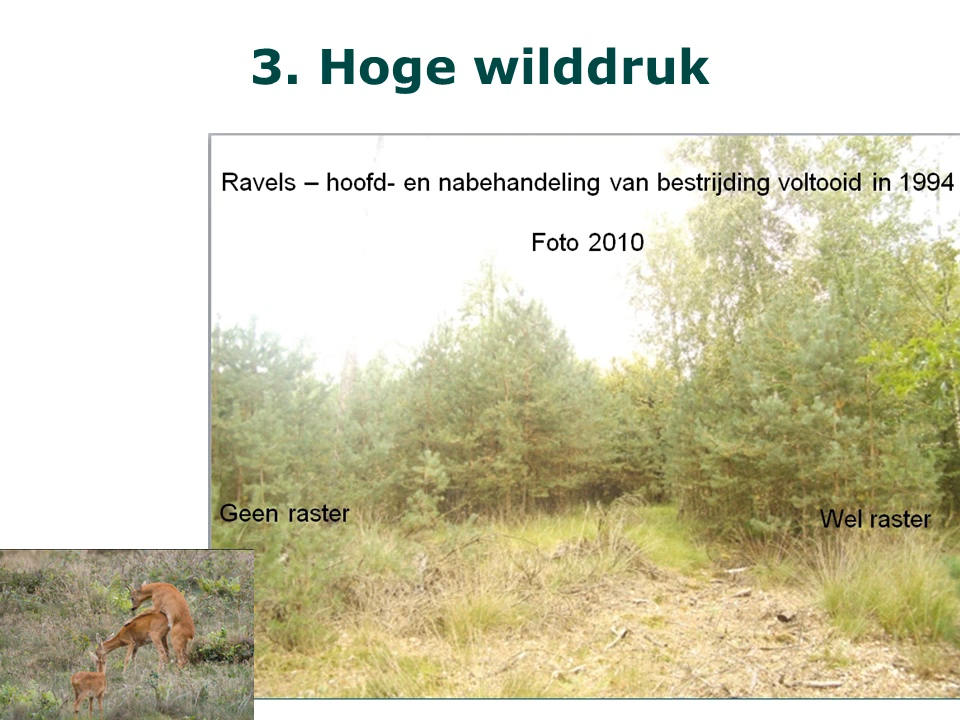 3. Hoge wilddruk
Ravels – hoofd- en nabehandeling van bestrijding voltooid in 1994
Foto 2010
Geen raster
Wel raster